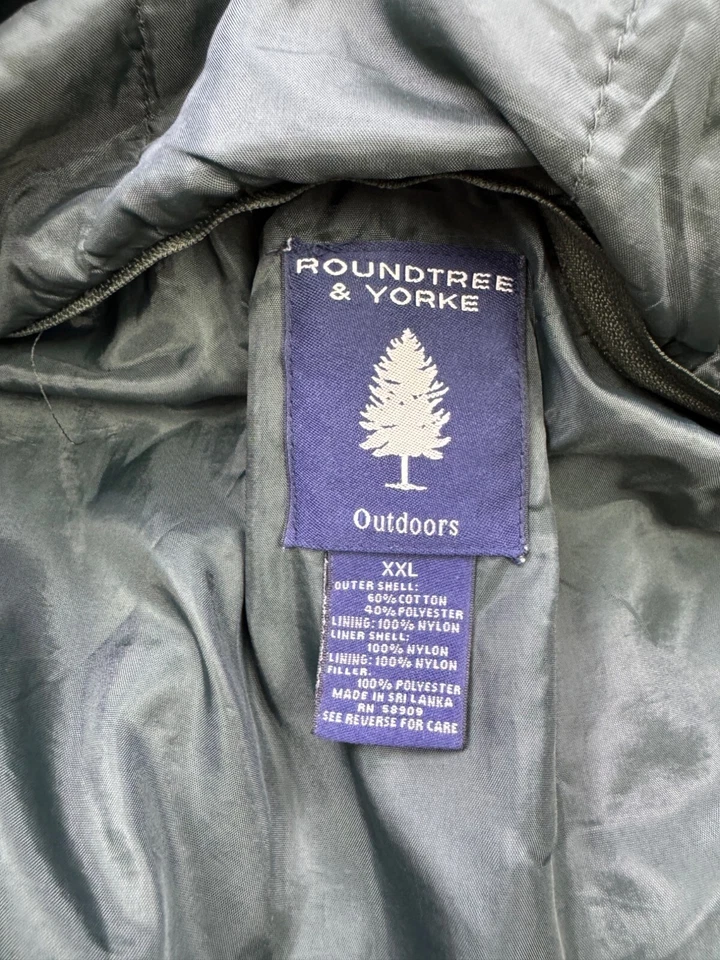 ROUNDTREE
& YORKE
Outdoors
XXL
OUTER SHELL:
60% COTTON
40% POLYESTER
LINING: 100% NYLON
LINER SHELL:
100% NYLON
LINING: 100% NYLON
FILLER:
100% POLYESTER
MADE IN SRI LANKA
RN 58909
SEE REVERSE FOR CARE